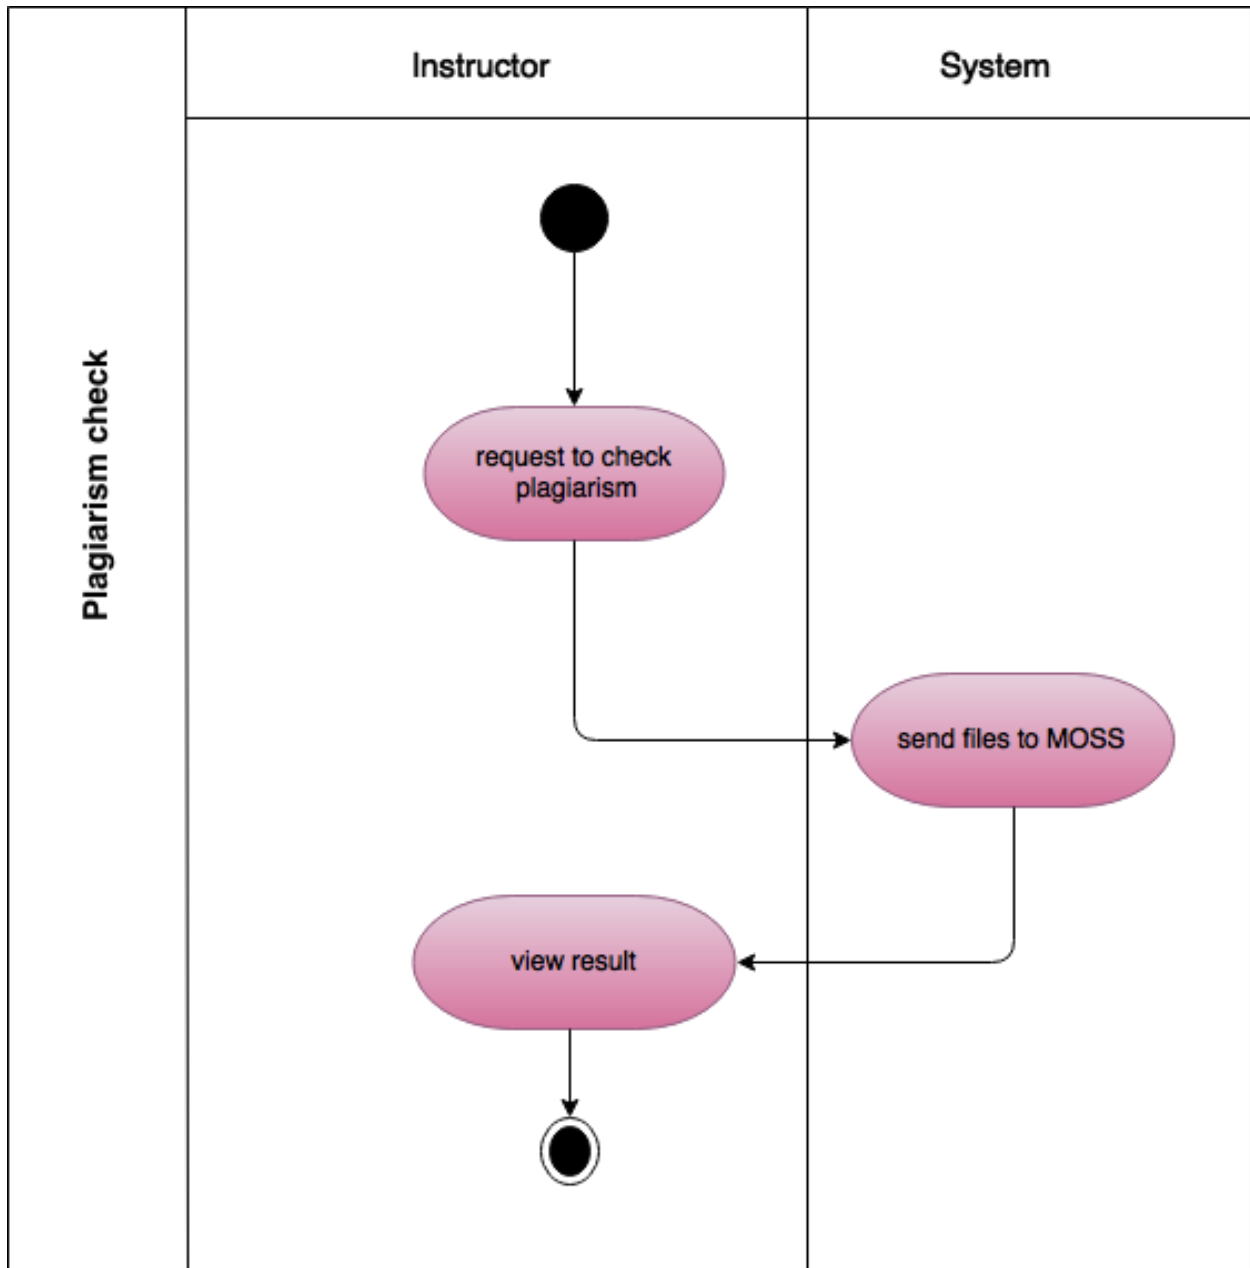 Instructor
System
Plagiarism check
request to check
plagiarism
send files to MOSS
view result